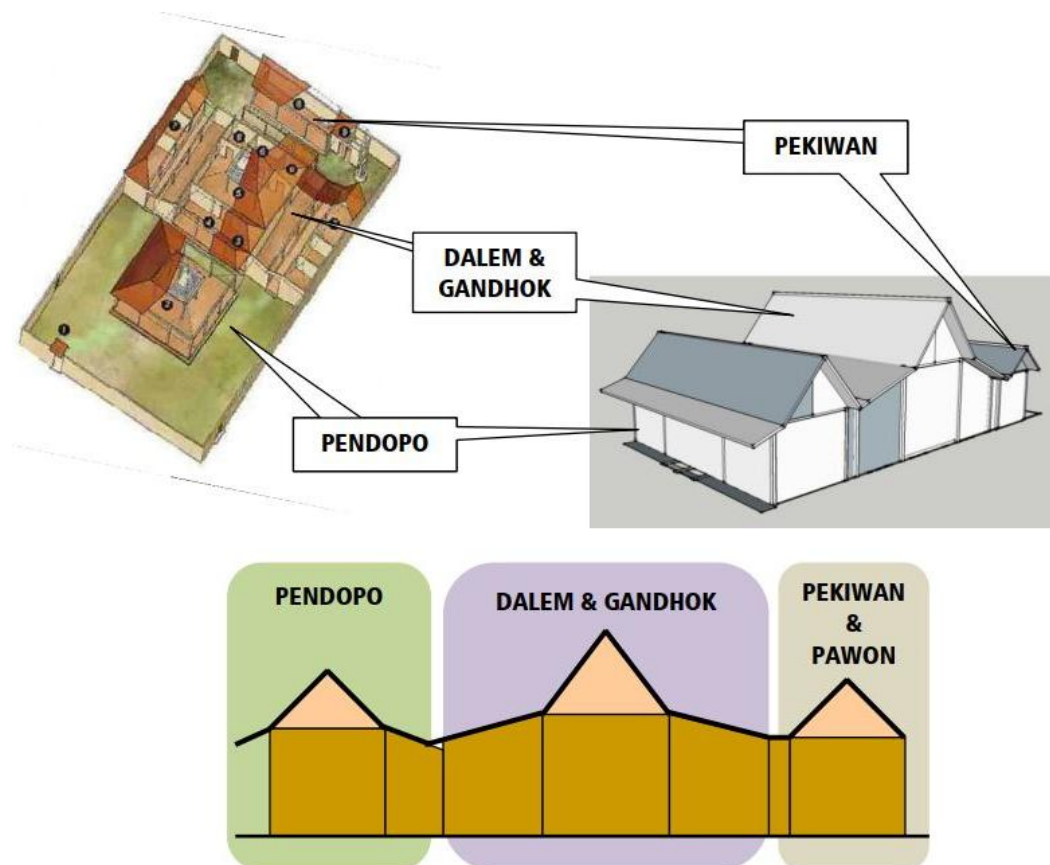 PEKIWAN
DALEM &
GANDHOK
PENDOPO
PENDOPO
DALEM & GANDHOK
PEKIWAN
&
PAWON